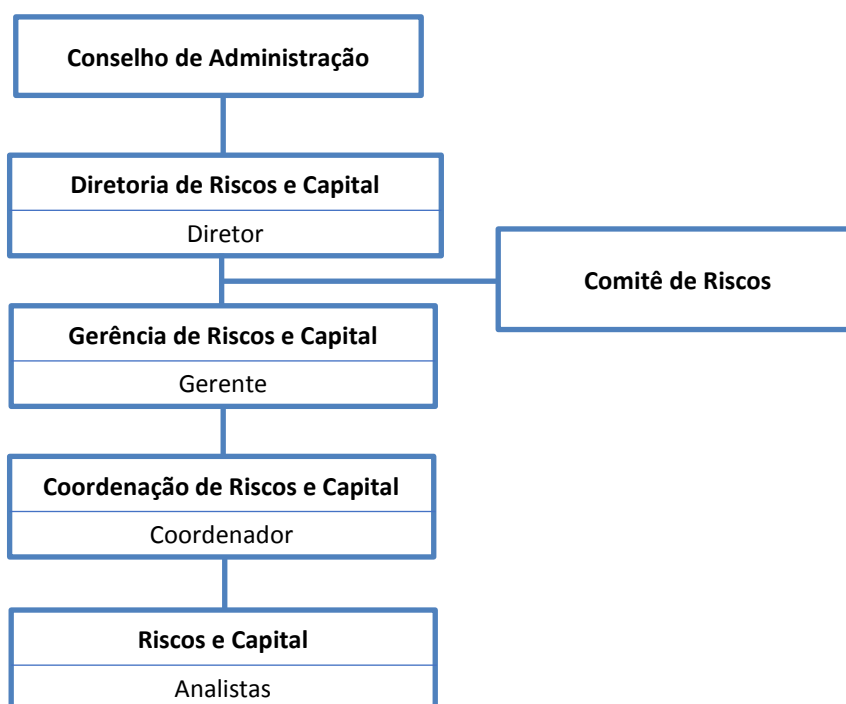 Conselho de Administração
Diretoria de Riscos e Capital
Diretor
Comitê de Riscos
Gerência de Riscos e Capital
Gerente
Coordenação de Riscos e Capital
Coordenador
Riscos e Capital
Analistas